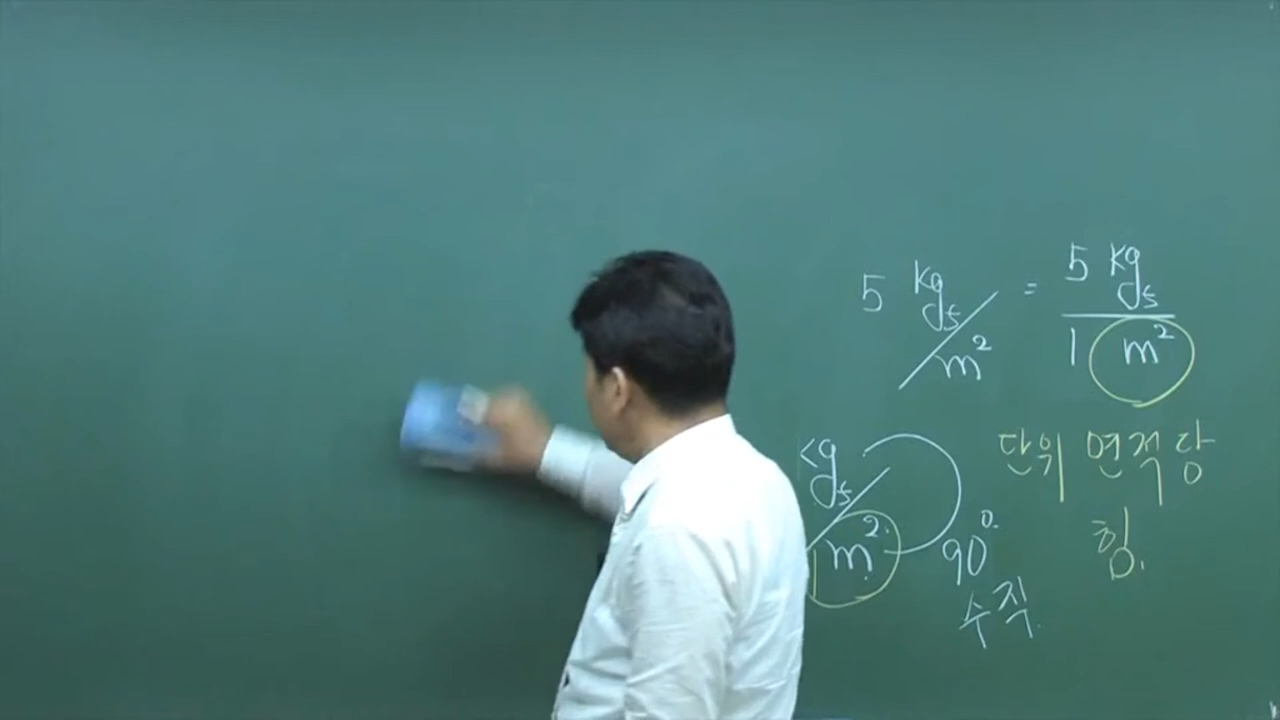 5 kgf/m² = 5 kgf / 1 m²
kgf/m² 90° 수직.
단위 면적당
힘.